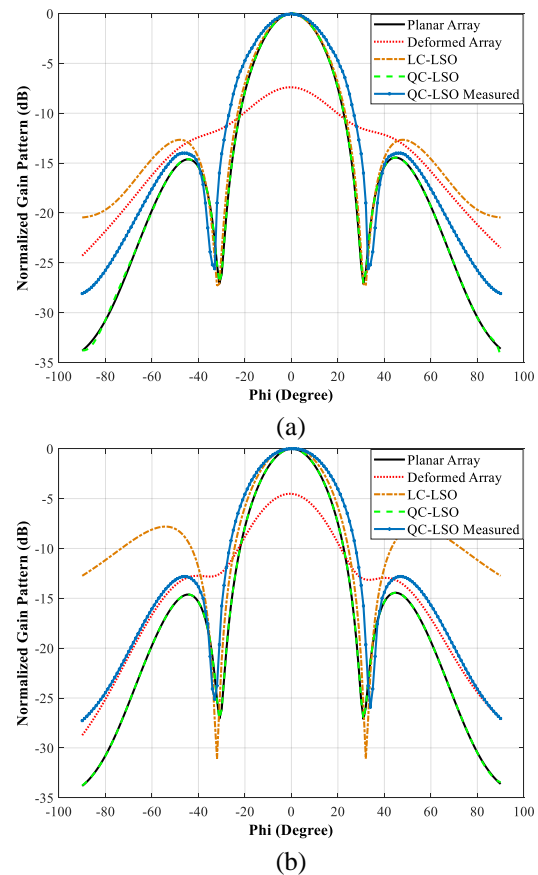 Normalized Gain Pattern (dB)
0
-5
-10
-15
-20
-25
-30
-35
-100 -80 -60 -40 -20 0 20 40 60 80 100
Phi (Degree)
Planar Array
Deformed Array
LC-LSO
QC-LSO
QC-LSO Measured
(a)
Normalized Gain Pattern (dB)
0
-5
-10
-15
-20
-25
-30
-35
-100 -80 -60 -40 -20 0 20 40 60 80 100
Phi (Degree)
Planar Array
Deformed Array
LC-LSO
QC-LSO
QC-LSO Measured
(b)